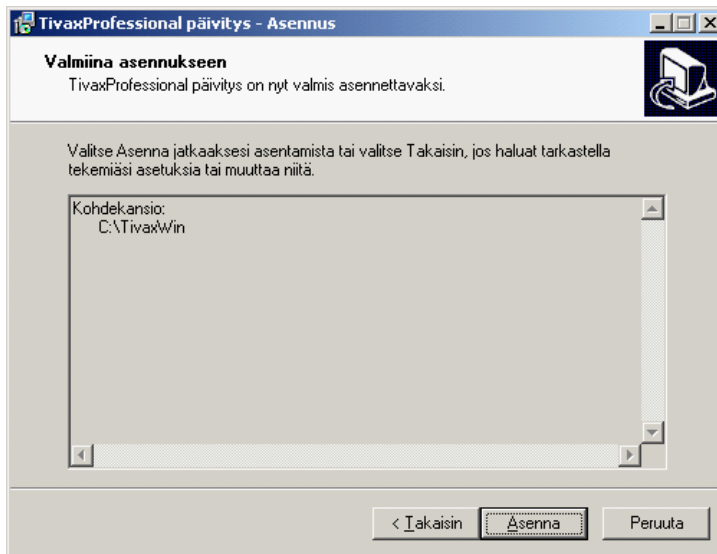 TivaxProfessional päivitys - Asennus
Valmiina asennukseen
TivaxProfessional päivitys on nyt valmis asennettavaksi.
Valitse Asenna jatkaaksesi asentamista tai valitse Takaisin, jos haluat tarkastella
tekemiäsi asetuksia tai muuttaa niitä.
Kohdekansio:
C:\TivaxWin
< Takaisin
Asenna
Peruuta